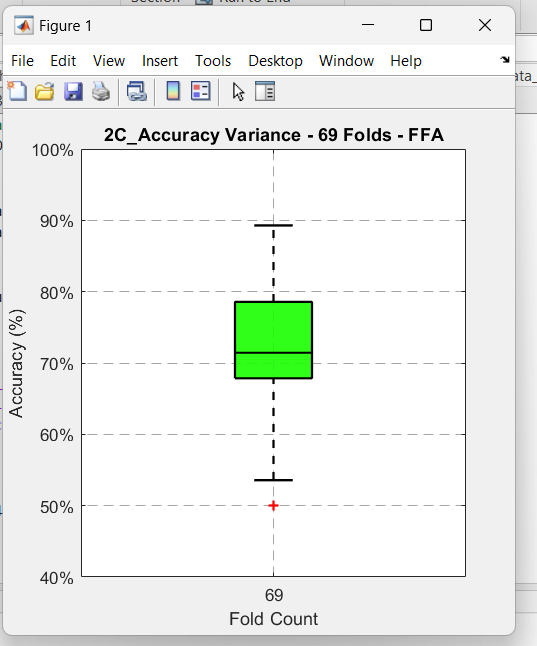 Run to End
Figure 1
File Edit View Insert Tools Desktop Window Help
ata_
2C_Accuracy Variance - 69 Folds - FFA
100%
90%
80%
70%
60%
50%
40%
Accuracy (%)
69
Fold Count